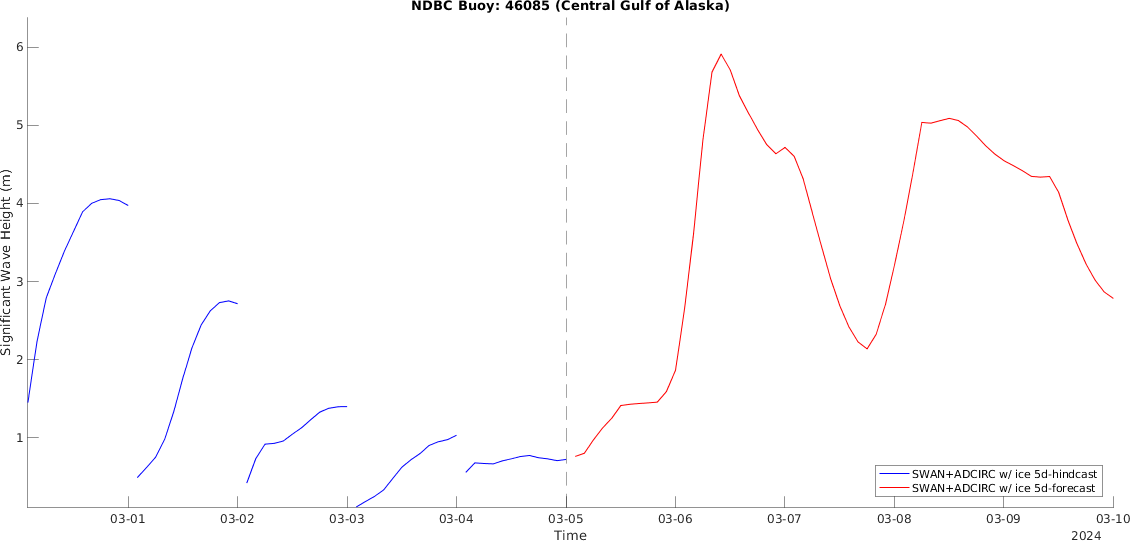 NDBC Buoy: 46085 (Central Gulf of Alaska)
6
5
4
3
2
1
Significant Wave Height (m)
SWAN+ADCIRC w/ ice 5d-hindcast
SWAN+ADCIRC w/ ice 5d-forecast
03-01 03-02 03-03 03-04 03-05 03-06 03-07 03-08 03-09 03-10
Time
2024